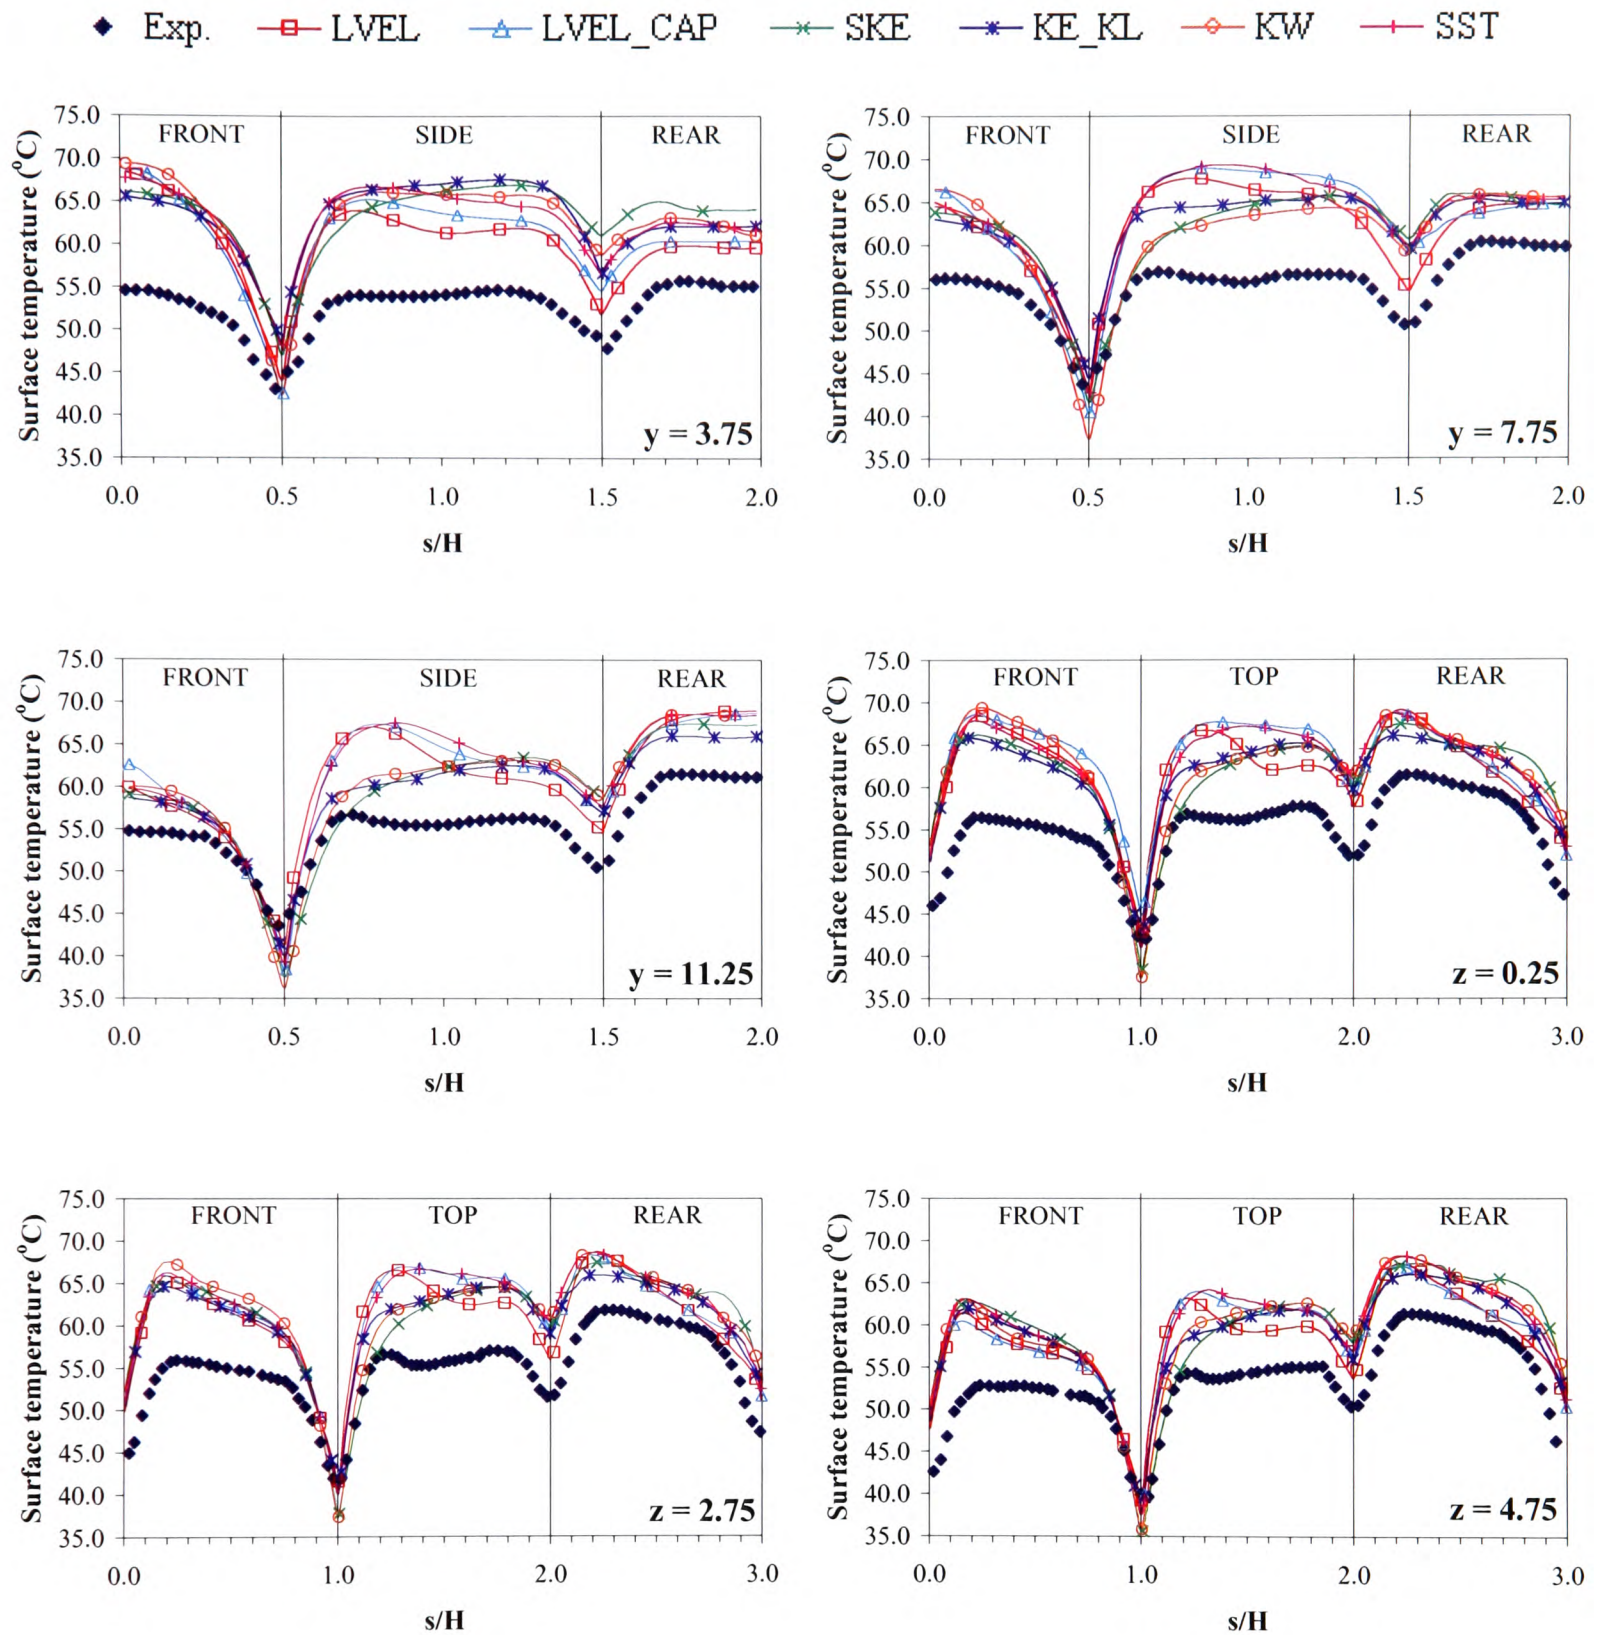 Exp. LVEL LVEL_CAP SKE KE_KL KW SST
Surface temperature (°C)
75.0
70.0
65.0
60.0
55.0
50.0
45.0
40.0
35.0
FRONT SIDE REAR
y = 3.75
0.0 0.5 1.0 1.5 2.0
s/H
Surface temperature (°C)
75.0
70.0
65.0
60.0
55.0
50.0
45.0
40.0
35.0
FRONT SIDE REAR
y = 7.75
0.0 0.5 1.0 1.5 2.0
s/H
Surface temperature (°C)
75.0
70.0
65.0
60.0
55.0
50.0
45.0
40.0
35.0
FRONT SIDE REAR
y = 11.25
0.0 0.5 1.0 1.5 2.0
s/H
Surface temperature (°C)
75.0
70.0
65.0
60.0
55.0
50.0
45.0
40.0
35.0
FRONT TOP REAR
z = 0.25
0.0 1.0 2.0 3.0
s/H
Surface temperature (°C)
75.0
70.0
65.0
60.0
55.0
50.0
45.0
40.0
35.0
FRONT TOP REAR
z = 2.75
0.0 1.0 2.0 3.0
s/H
Surface temperature (°C)
75.0
70.0
65.0
60.0
55.0
50.0
45.0
40.0
35.0
FRONT TOP REAR
z = 4.75
0.0 1.0 2.0 3.0
s/H